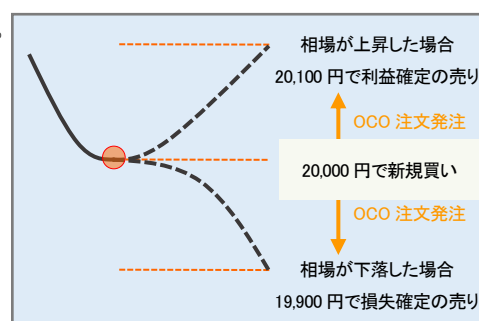 相場が上昇した場合
20,100 円で利益確定の売り
OCO 注文発注
20,000 円で新規買い
OCO 注文発注
相場が下落した場合
19,900 円で損失確定の売り